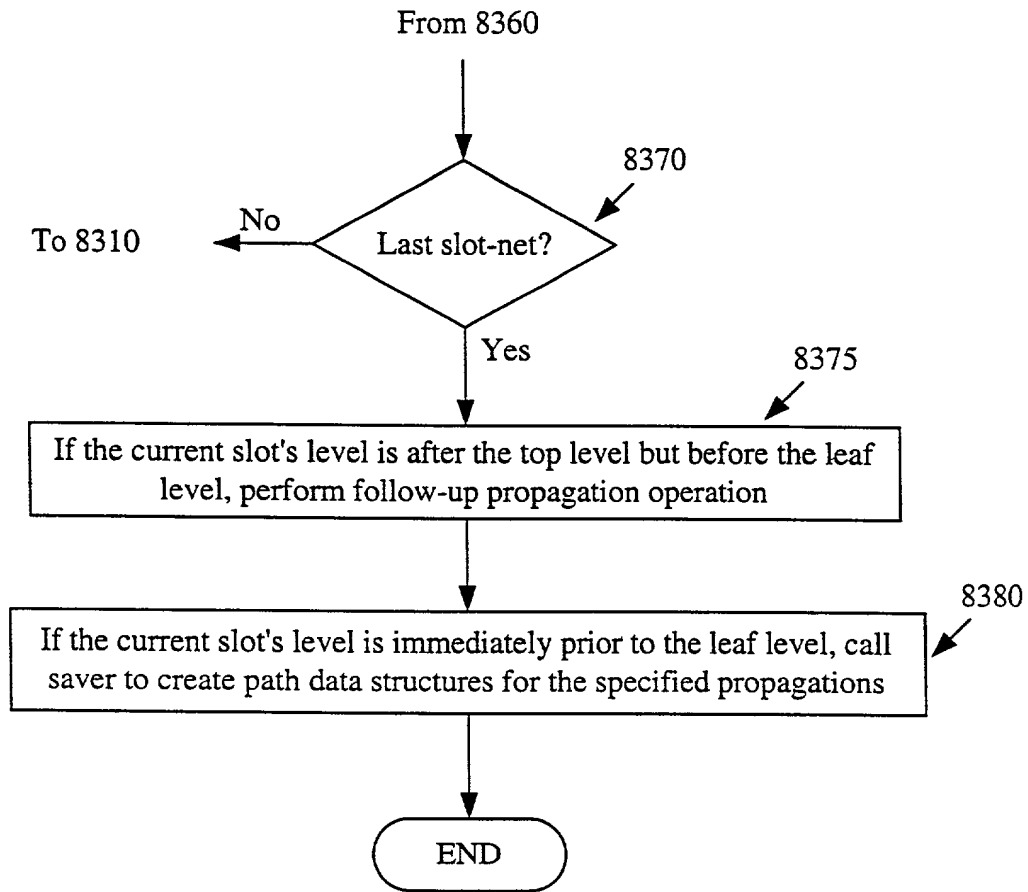 From 8360
8370
No
To 8310
Last slot-net?
Yes
8375
If the current slot's level is after the top level but before the leaf
level, perform follow-up propagation operation
8380
If the current slot's level is immediately prior to the leaf level, call
saver to create path data structures for the specified propagations
END